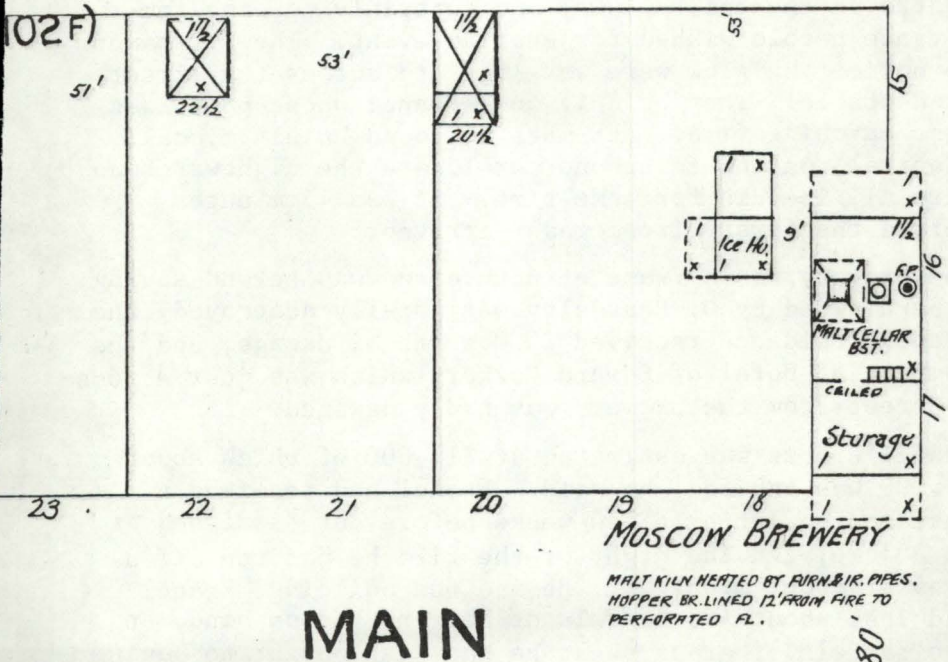 102F)
1½
1½
5
51'
53'
x
x
22½
1 x
20½
15
x
1
x
1
Ice Ho.
9
1½
16
x 1 x
F.P.
MALT CELLAR
BST.
x
CEILED
17
Storage
1 x
23
22
21
20
19
18
x
MOSCOW BREWERY
MALT KILN HEATED BY FURN & IR. PIPES.
HOPPER BR. LINED 12' FROM FIRE TO
PERFORATED FL.
MAIN
80